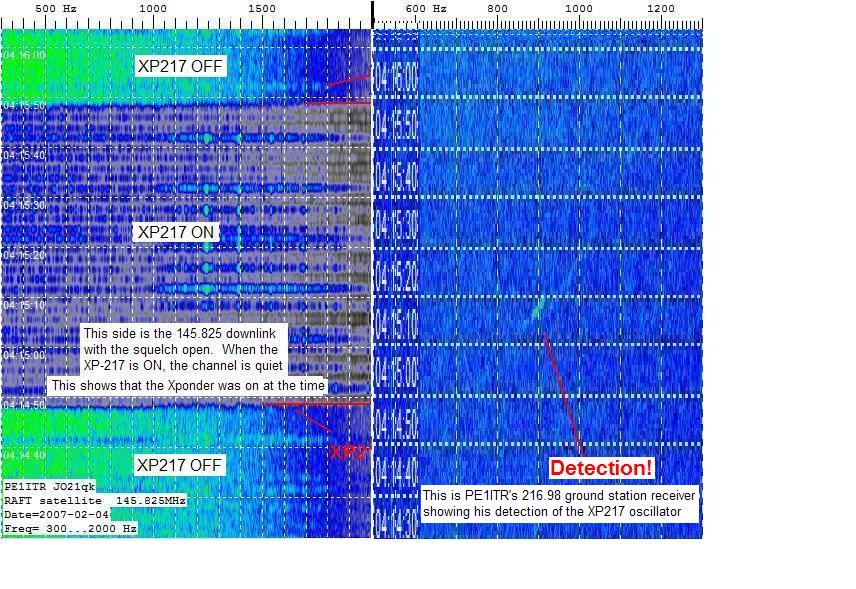 500 Hz 1000 1500 600 Hz 800 1000 1200
04:16:00
XP217 OFF
04:15:50
04:15:40
04:15:30
XP217 ON
04:15:20
04:15:10
This side is the 145.825 downlink
with the squelch open. When the
XP-217 is ON, the channel is quiet
04:15:00
This shows that the Xponder was on at the time
04:14:50
XP2
04:14:40
XP217 OFF
PE1ITR JO21qk
RAFT satellite 145.825MHz
Date=2007-02-04
Freq= 300...2000 Hz
04:16:00
04:15:50
04:15:40
04:15:30
04:15:20
04:15:10
04:15:00
04:14:50
04:14:40
04:14:30
Detection!
This is PE1ITR's 216.98 ground station receiver
showing his detection of the XP217 oscillator